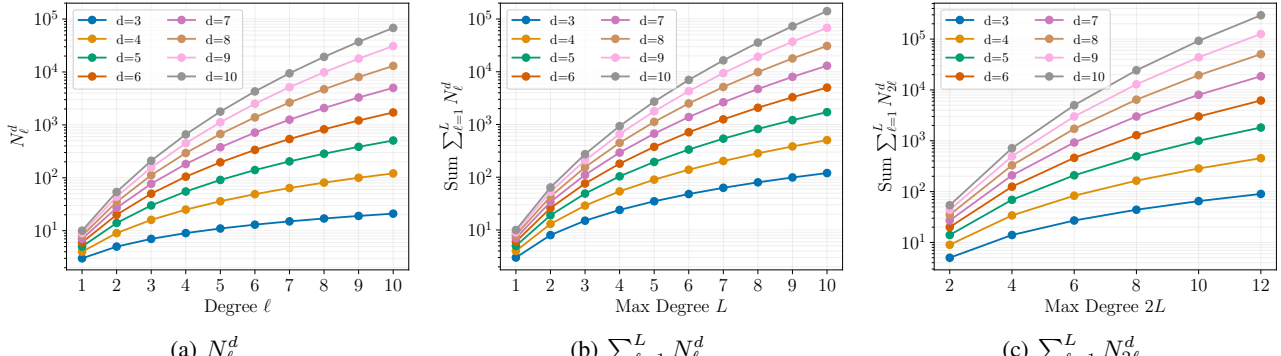 10^5
10^4
10^3
10^2
10^1
N_ℓ^d
d=3 d=7
d=4 d=8
d=5 d=9
d=6 d=10
1 2 3 4 5 6 7 8 9 10
Degree ℓ
10^5
10^4
10^3
10^2
10^1
Sum ∑_{ℓ=1}^L N_ℓ^d
d=3 d=7
d=4 d=8
d=5 d=9
d=6 d=10
1 2 3 4 5 6 7 8 9 10
Max Degree L
10^5
10^4
10^3
10^2
10^1
Sum ∑_{ℓ=1}^L N_{2ℓ}^d
d=3 d=7
d=4 d=8
d=5 d=9
d=6 d=10
2 4 6 8 10 12
Max Degree 2L
(a) N_ℓ^d
(b) ∑_{ℓ=1}^L N_ℓ^d
(c) ∑_{ℓ=1}^L N_{2ℓ}^d